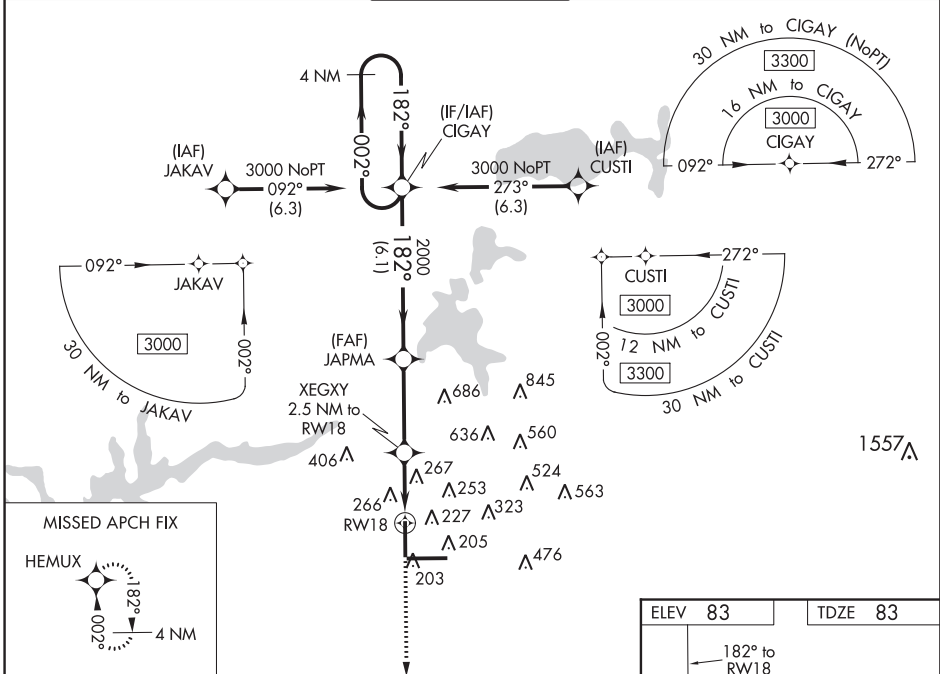 30 NM to CIGAY (NoPT)
3300
16 NM to CIGAY
3000
CIGAY
092°
272°
4 NM
182°
002°
(IF/IAF)
CIGAY
(IAF)
JAKAV
3000 NoPT
092°
(6.3)
(IAF)
CUSTI
3000 NoPT
273°
(6.3)
2000
182°
(6.1)
092°
JAKAV
3000
002°
30 NM to JAKAV
272°
CUSTI
3000
12 NM to CUSTI
002°
3300
30 NM to CUSTI
(FAF)
JAPMA
XEGXY
2.5 NM to
RW18
686
845
636
560
406
267
253
524
563
266
227
323
RW18
205
476
203
1557
MISSED APCH FIX
HEMUX
182°
002°
4 NM
ELEV 83
TDZE 83
182° to
RW18